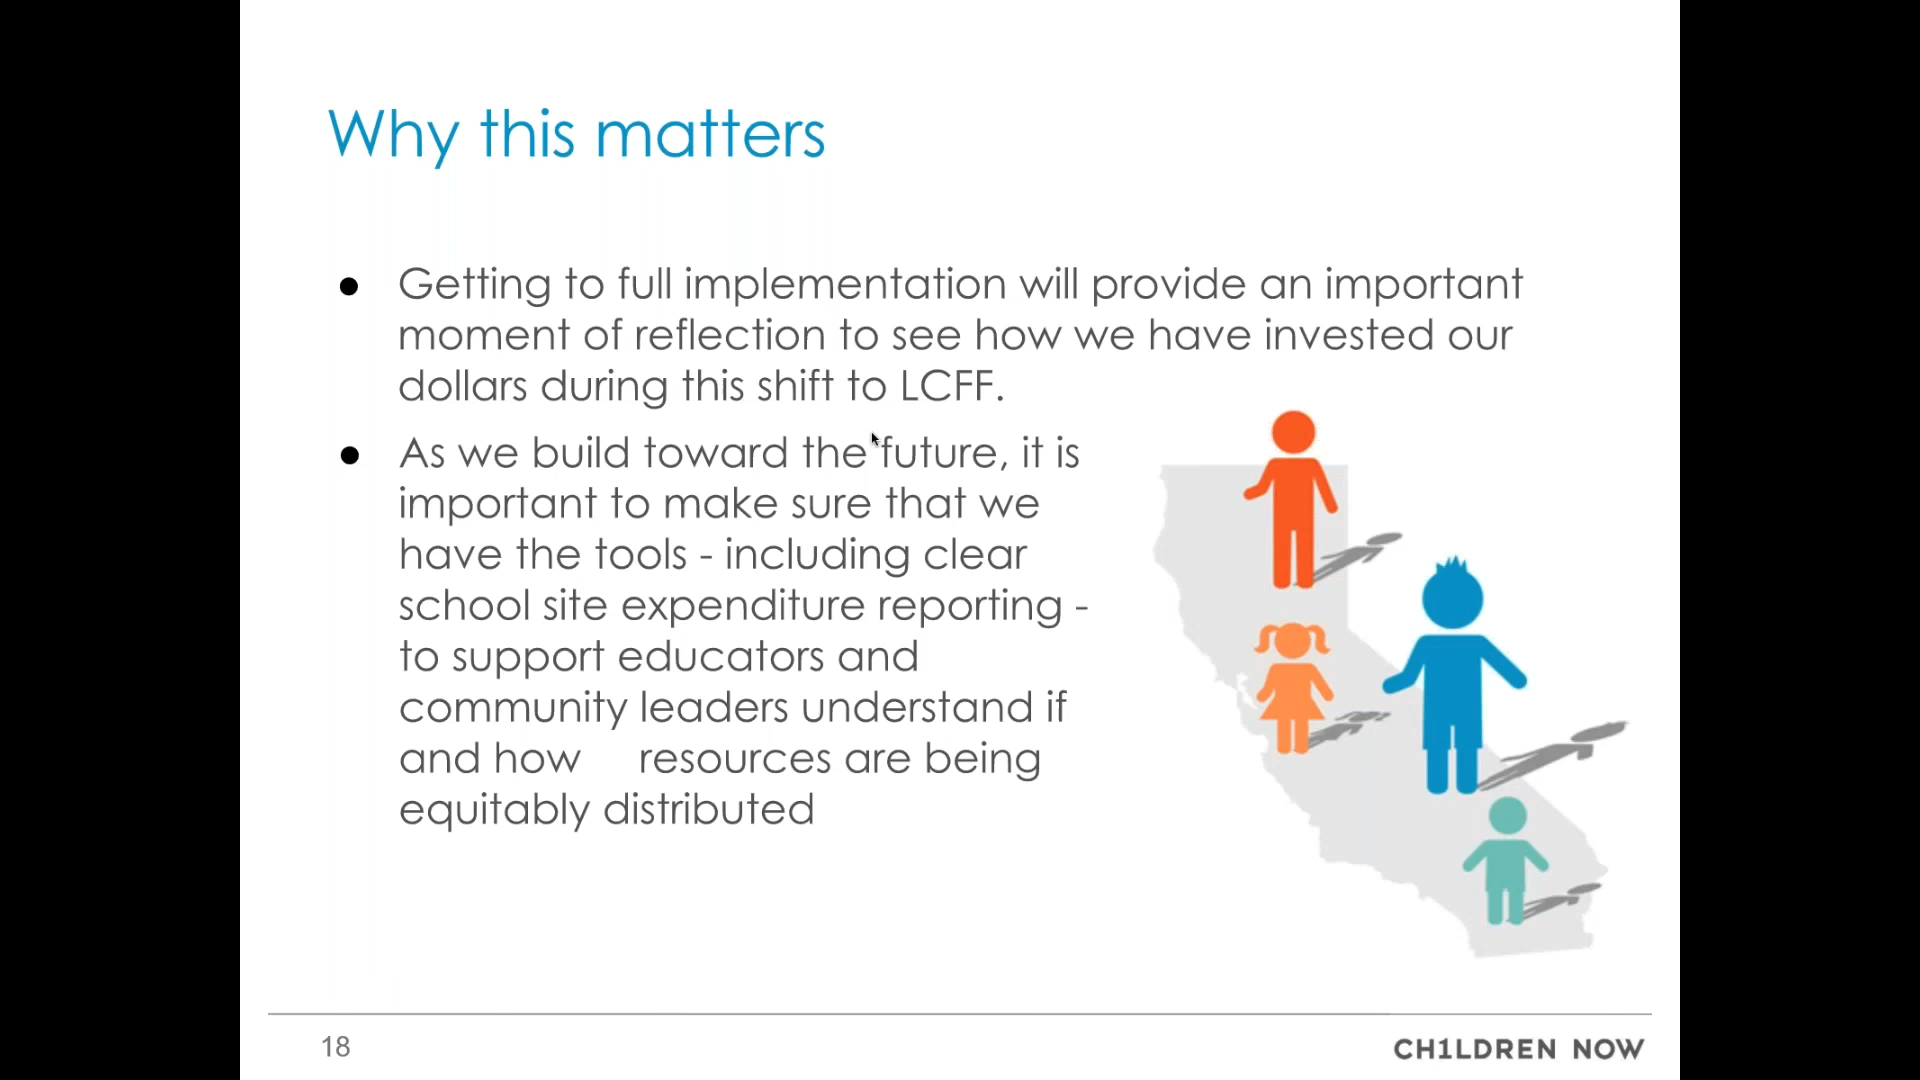 Why this matters
● Getting to full implementation will provide an important
moment of reflection to see how we have invested our
dollars during this shift to LCFF.
● As we build toward the future, it is
important to make sure that we
have the tools - including clear
school site expenditure reporting -
to support educators and
community leaders understand if
and how resources are being
equitably distributed
18
CH1LDREN NOW